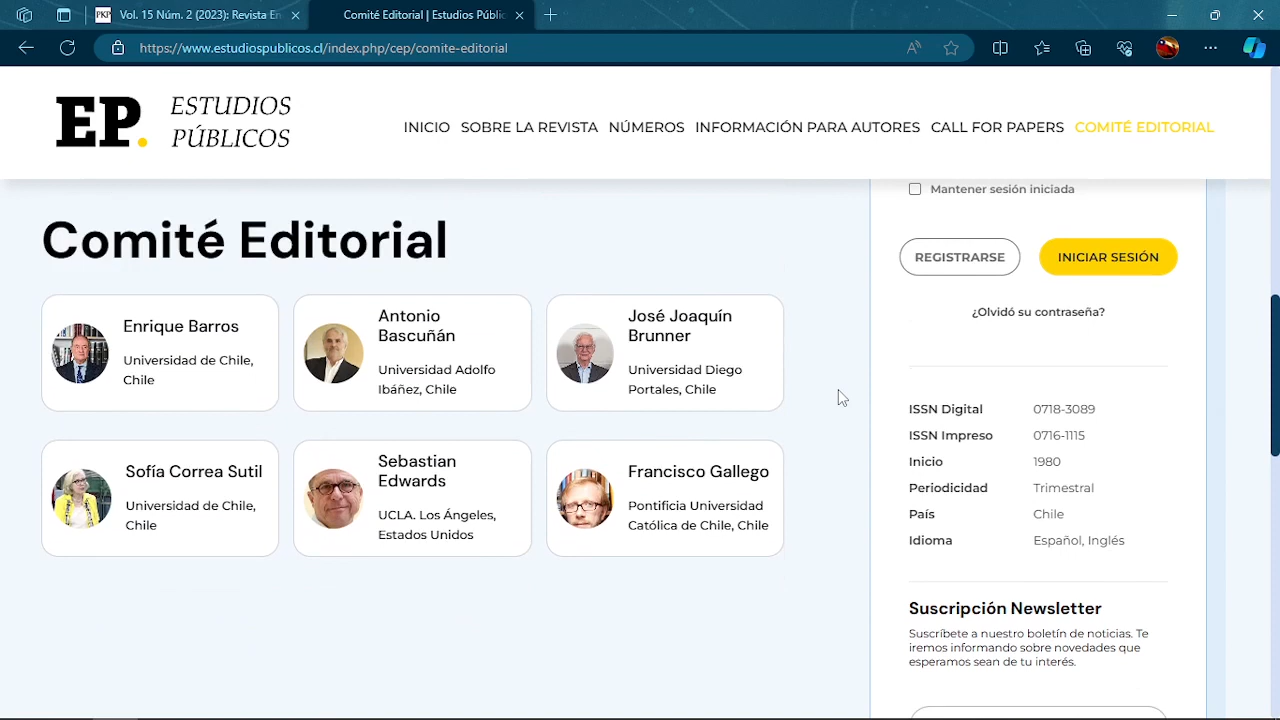 Vol. 15 Núm. 2 (2023): Revista En
Comité Editorial | Estudios Públic
https://www.estudiospublicos.cl/index.php/cep/comite-editorial
EP.
ESTUDIOS
PÚBLICOS
INICIO SOBRE LA REVISTA NÚMEROS INFORMACIÓN PARA AUTORES CALL FOR PAPERS COMITÉ EDITORIAL
Comité Editorial
Enrique Barros
Universidad de Chile,
Chile
Antonio
Bascuñán
Universidad Adolfo
Ibáñez, Chile
José Joaquín
Brunner
Universidad Diego
Portales, Chile
Sofía Correa Sutil
Universidad de Chile,
Chile
Sebastian
Edwards
UCLA. Los Ángeles,
Estados Unidos
Francisco Gallego
Pontificia Universidad
Católica de Chile, Chile
Mantener sesión iniciada
REGISTRARSE
INICIAR SESIÓN
¿Olvidó su contraseña?
ISSN Digital 0718-3089
ISSN Impreso 0716-1115
Inicio 1980
Periodicidad Trimestral
País Chile
Idioma Español, Inglés
Suscripción Newsletter
Suscríbete a nuestro boletín de noticias. Te
iremos informando sobre novedades que
esperamos sean de tu interés.